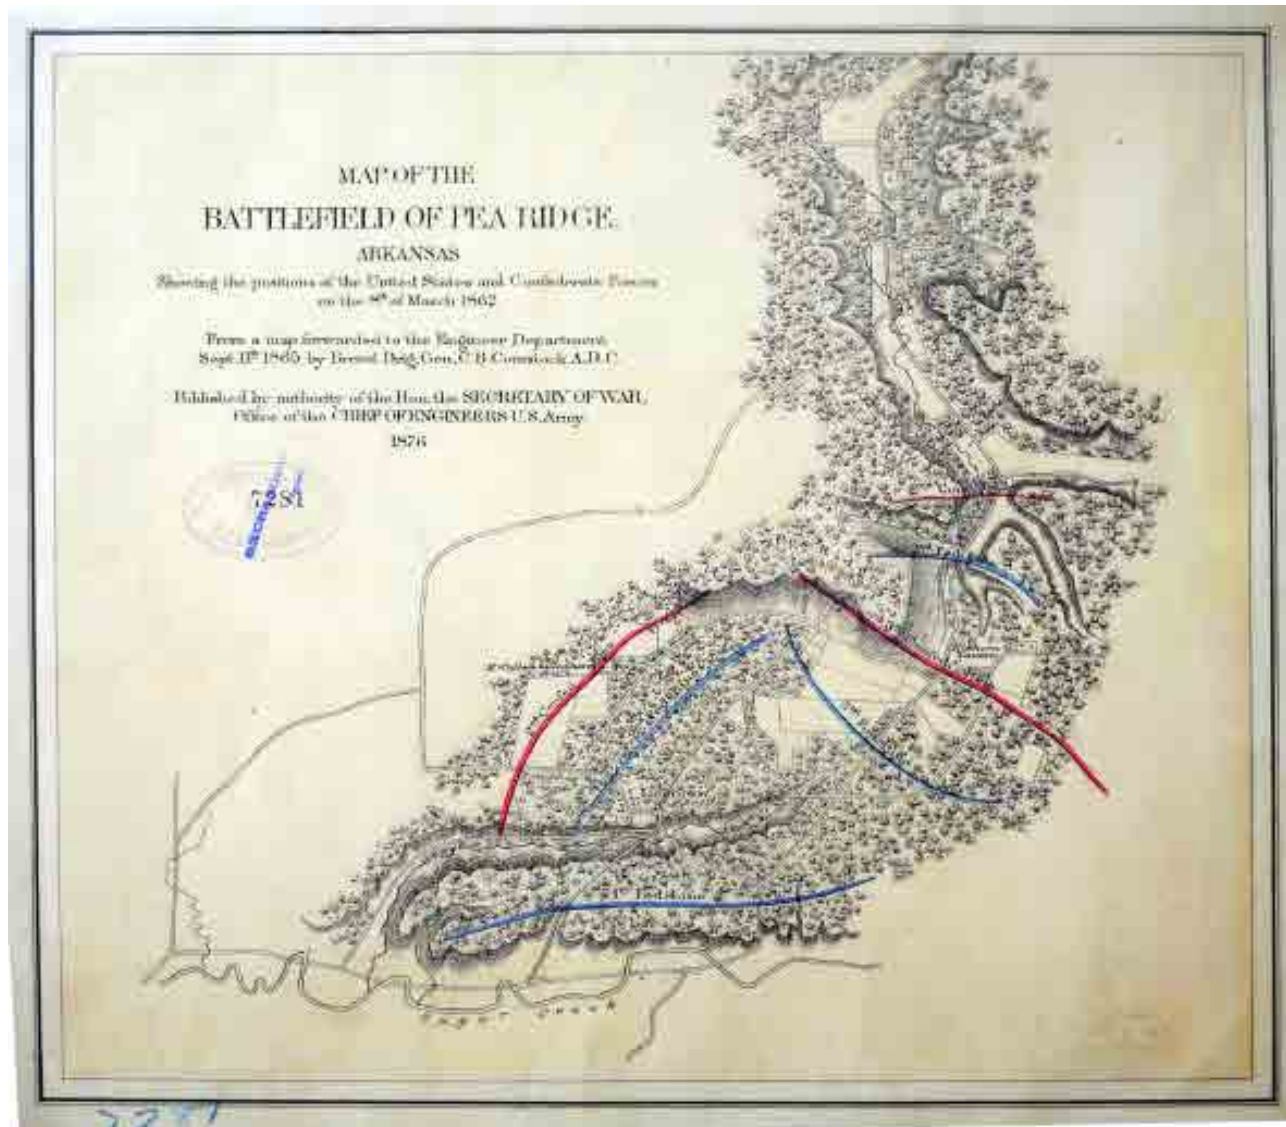 MAP OF THE
BATTLEFIELD OF PEA RIDGE.
ARKANSAS
Showing the positions of the United States and Confederate Forces
on the 8th of March 1862
From a map forwarded to the Engineer Department
Sept. 11th 1865 by Brevet Brig. Gen. C. B. Comstock A.D.C.
Published by authority of the Hon. the SECRETARY OF WAR,
Office of the CHIEF OF ENGINEERS U.S. Army
1876
Sugar Creek